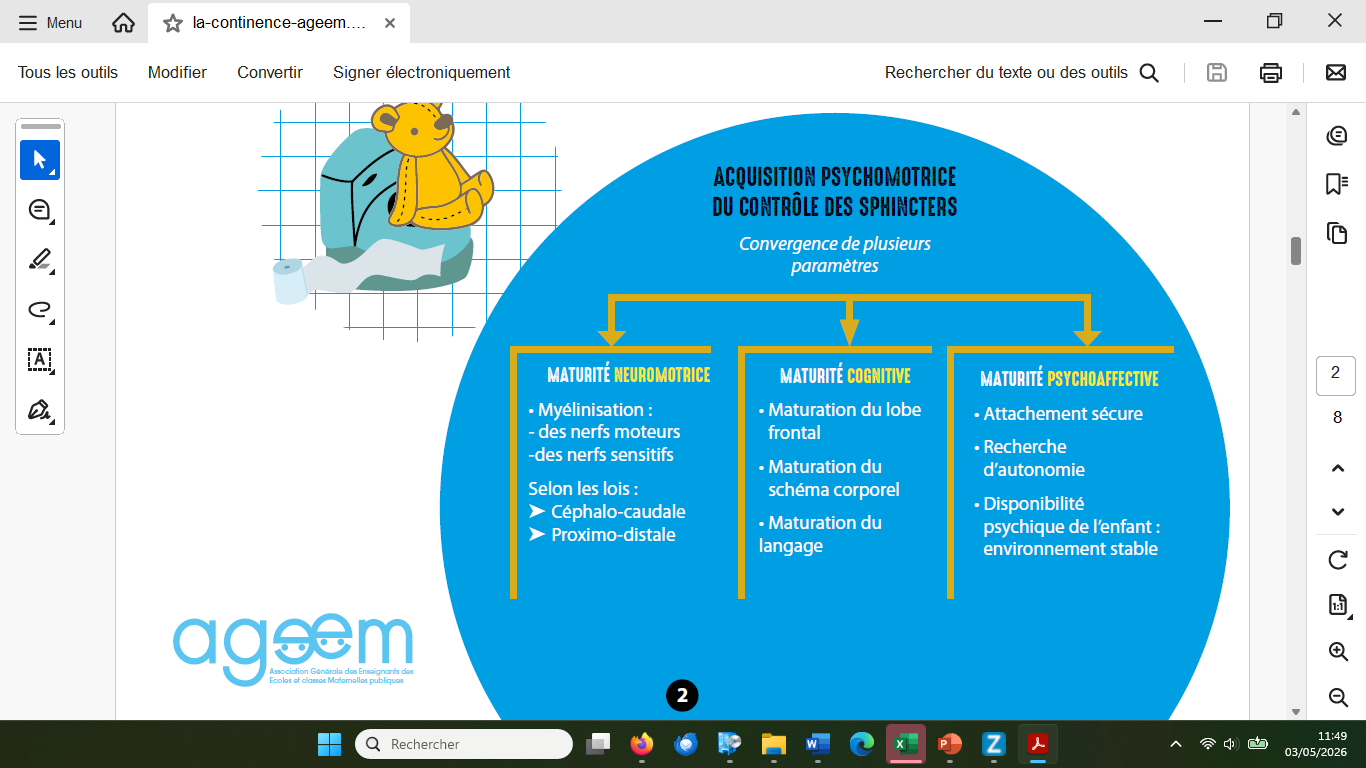 Menu
la-continence-ageem....
Tous les outils
Modifier
Convertir
Signer électroniquement
Rechercher du texte ou des outils
ACQUISITION PSYCHOMOTRICE
DU CONTRÔLE DES SPHINCTERS
Convergence de plusieurs
paramètres
MATURITÉ NEUROMOTRICE
• Myélinisation :
- des nerfs moteurs
-des nerfs sensitifs
Selon les lois :
➤ Céphalo-caudale
➤ Proximo-distale
MATURITÉ COGNITIVE
• Maturation du lobe
frontal
• Maturation du
schéma corporel
• Maturation du
langage
MATURITÉ PSYCHOAFFECTIVE
• Attachement sécure
• Recherche
d'autonomie
• Disponibilité
psychique de l'enfant :
environnement stable
ageem
Association Générale des Enseignants des
Ecoles et classes Maternelles publiques
2
2
8
1:1
A
Rechercher
W
X
P
Z
11:49
03/05/2026